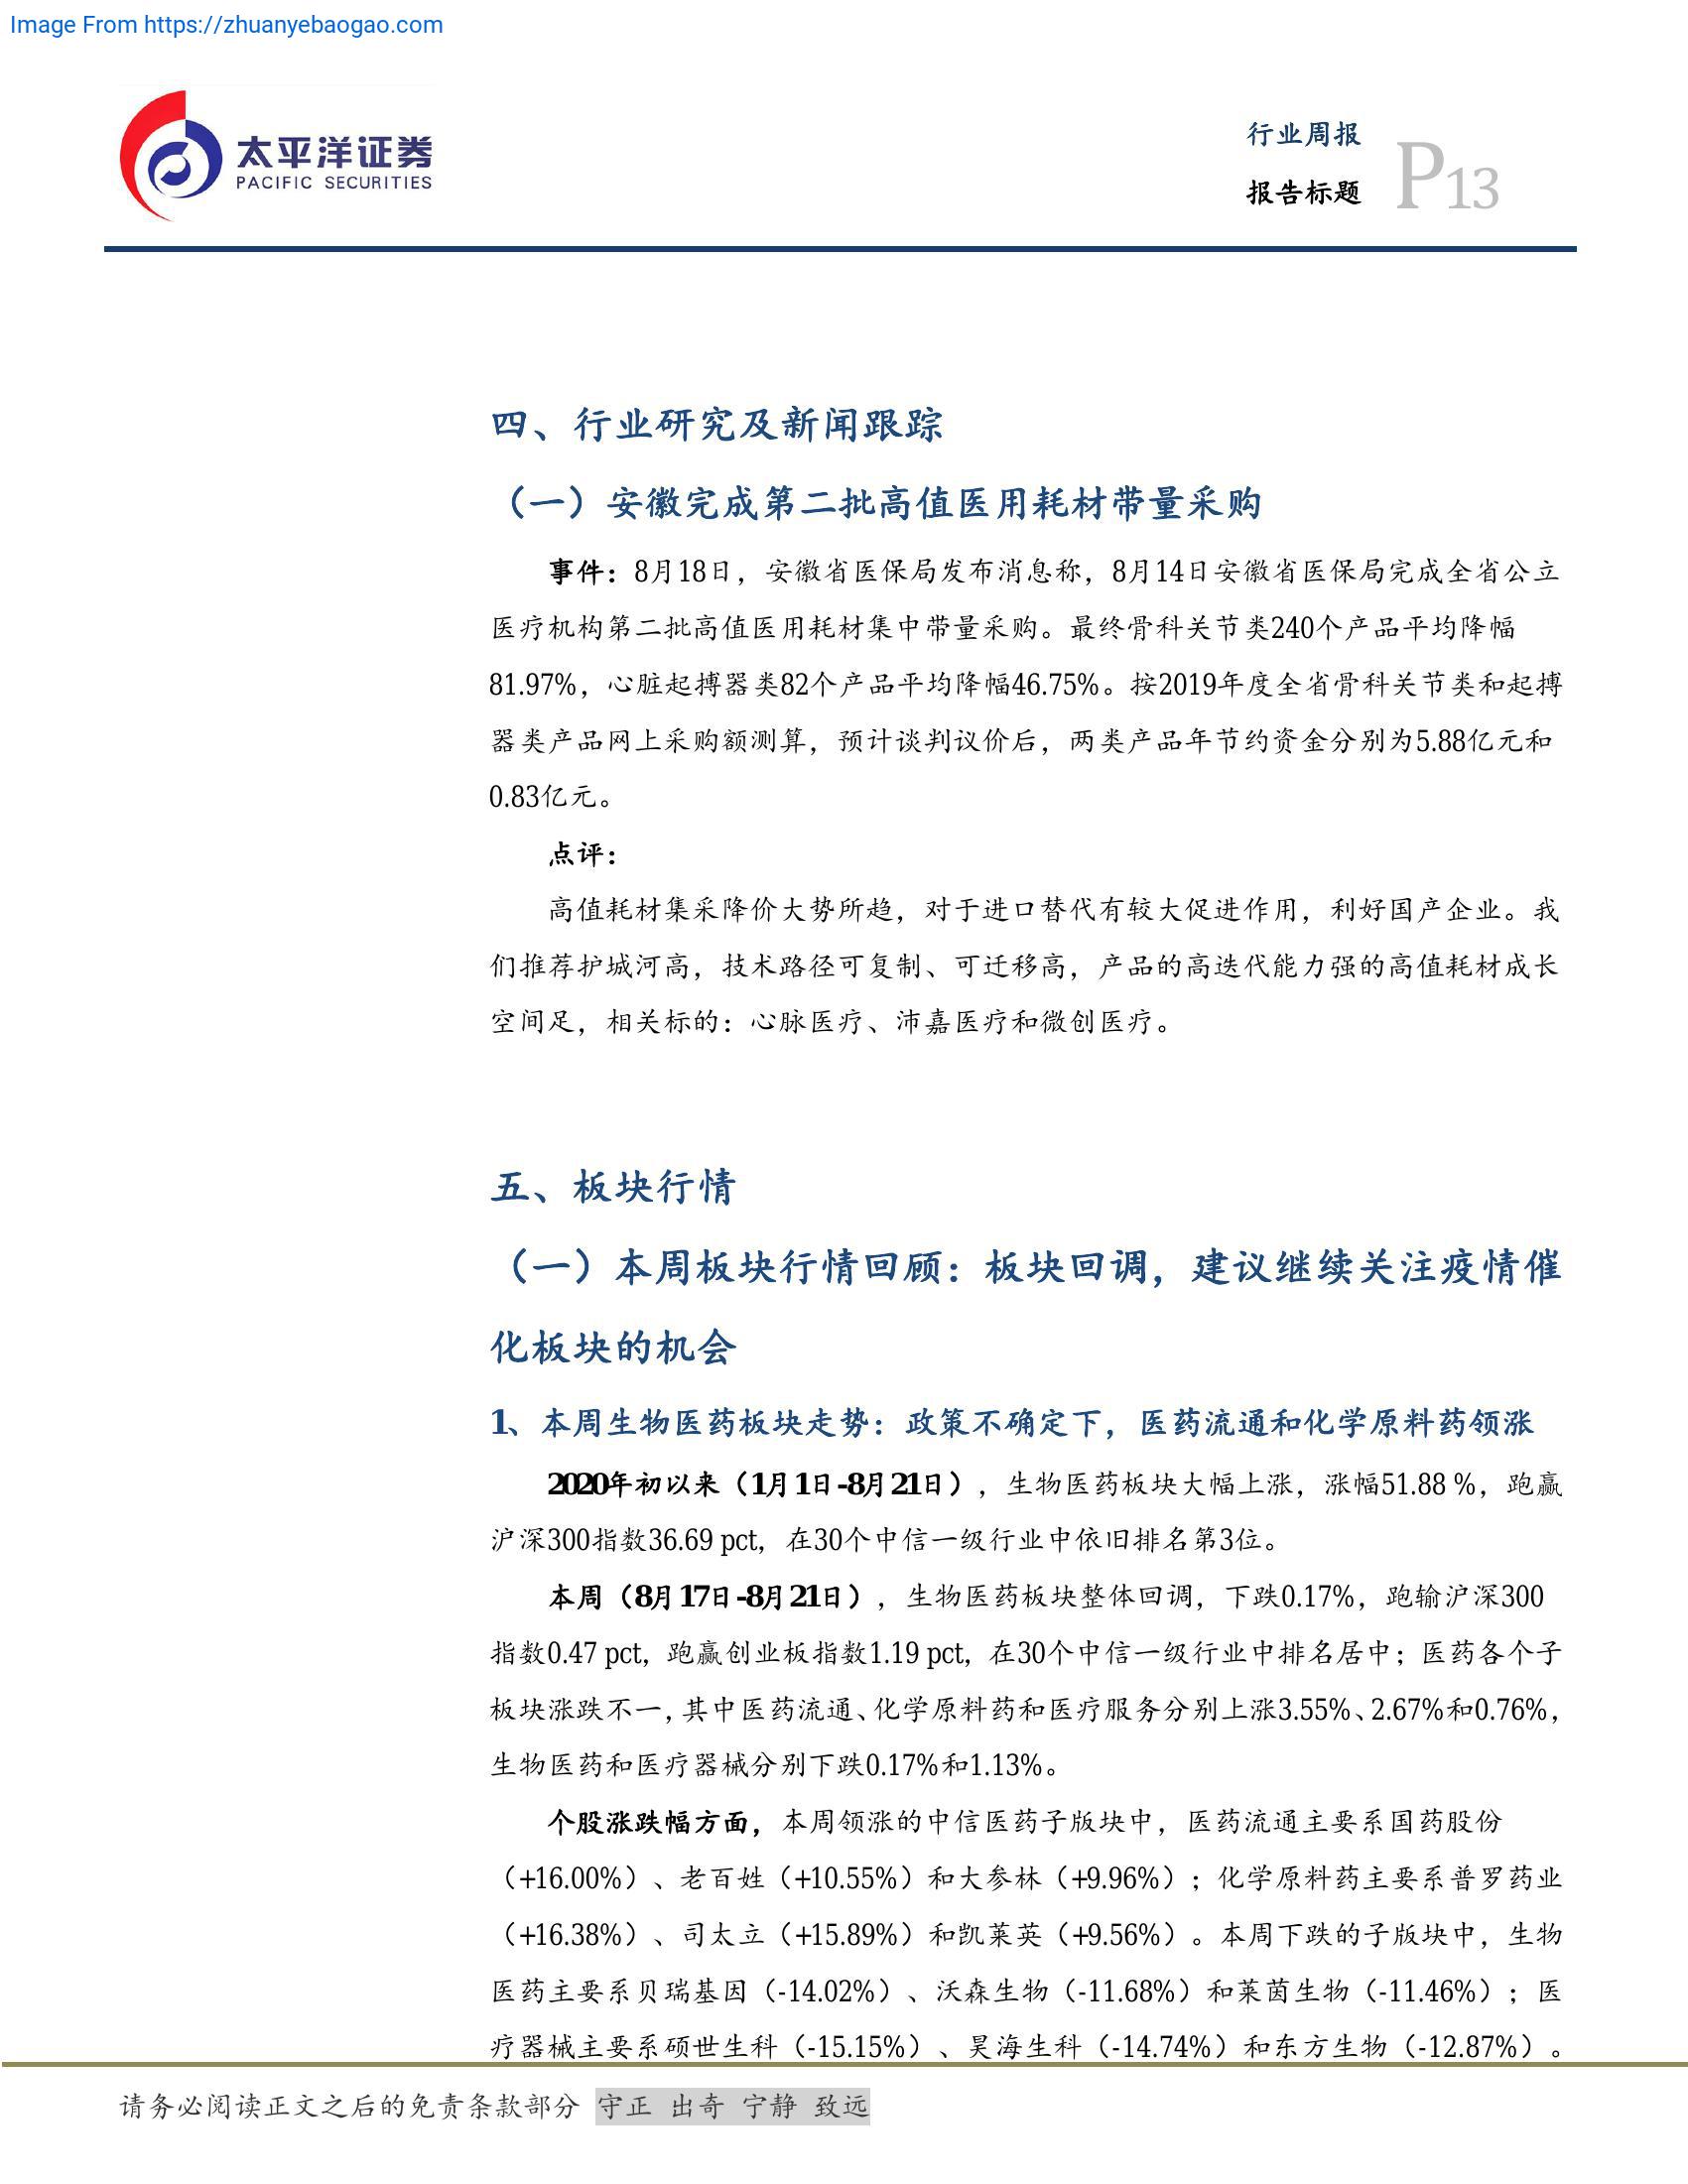 Image From https://zhuanyebaogao.com
太平洋证券
PACIFIC SECURITIES
行业周报
报告标题
P13
四、行业研究及新闻跟踪
（一）安徽完成第二批高值医用耗材带量采购
事件：8月18日，安徽省医保局发布消息称，8月14日安徽省医保局完成全省公立
医疗机构第二批高值医用耗材集中带量采购。最终骨科关节类240个产品平均降幅
81.97%，心脏起搏器类82个产品平均降幅46.75%。按2019年度全省骨科关节类和起搏
器类产品网上采购额测算，预计谈判议价后，两类产品年节约资金分别为5.88亿元和
0.83亿元。
点评：
高值耗材集采降价大势所趋，对于进口替代有较大促进作用，利好国产企业。我
们推荐护城河高，技术路径可复制、可迁移高，产品的高迭代能力强的高值耗材成长
空间足，相关标的：心脉医疗、沛嘉医疗和微创医疗。
五、板块行情
（一）本周板块行情回顾：板块回调，建议继续关注疫情催
化板块的机会
1、本周生物医药板块走势：政策不确定下，医药流通和化学原料药领涨
2020年初以来（1月1日-8月21日），生物医药板块大幅上涨，涨幅51.88 %，跑赢
沪深300指数36.69 pct，在30个中信一级行业中依旧排名第3位。
本周（8月17日-8月21日），生物医药板块整体回调，下跌0.17%，跑输沪深300
指数0.47 pct，跑赢创业板指数1.19 pct，在30个中信一级行业中排名居中；医药各个子
板块涨跌不一，其中医药流通、化学原料药和医疗服务分别上涨3.55%、2.67%和0.76%，
生物医药和医疗器械分别下跌0.17%和1.13%。
个股涨跌幅方面，本周领涨的中信医药子版块中，医药流通主要系国药股份
（+16.00%）、老百姓（+10.55%）和大参林（+9.96%）；化学原料药主要系普罗药业
（+16.38%）、司太立（+15.89%）和凯莱英（+9.56%）。本周下跌的子版块中，生物
医药主要系贝瑞基因（-14.02%）、沃森生物（-11.68%）和莱茵生物（-11.46%）；医
疗器械主要系硕世生科（-15.15%）、昊海生科（-14.74%）和东方生物（-12.87%）。
请务必阅读正文之后的免责条款部分 守正 出奇 宁静 致远